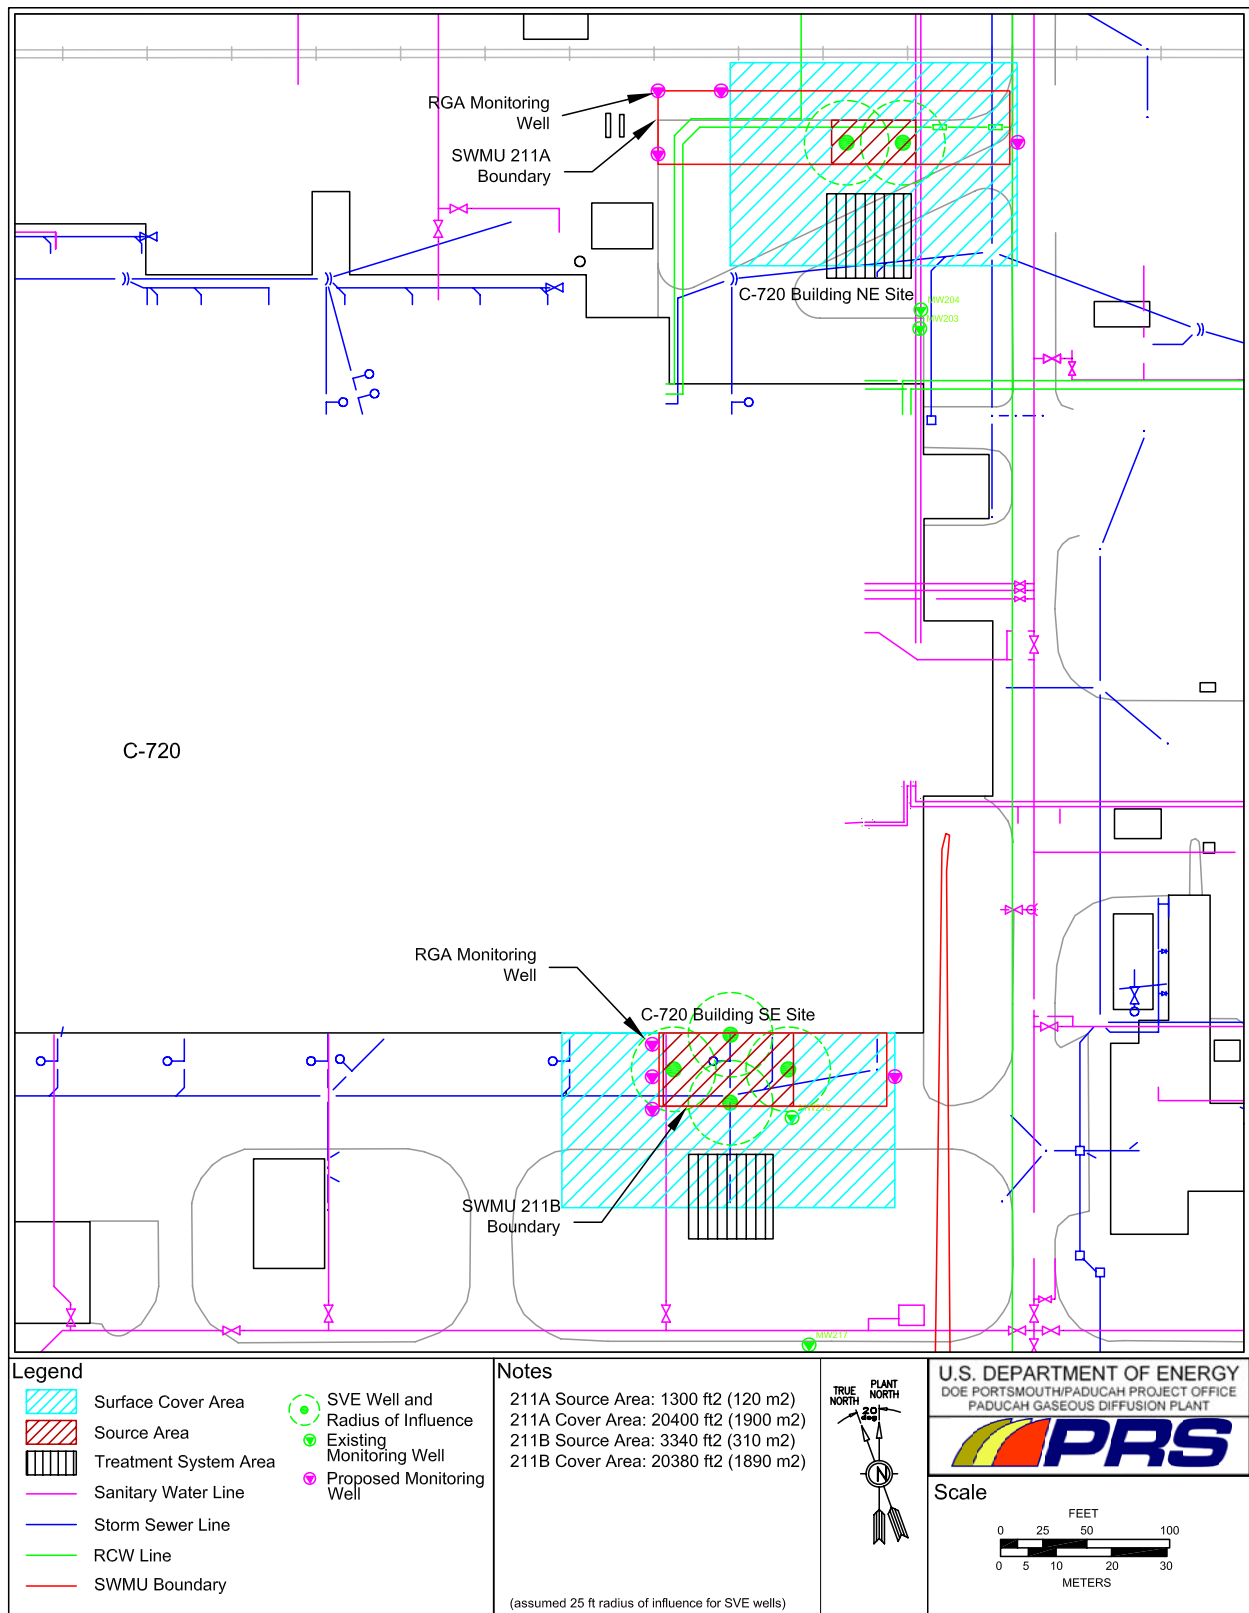 RGA Monitoring
Well
SWMU 211A
Boundary
C-720 Building NE Site
MW204
MW203
C-720
RGA Monitoring
Well
C-720 Building SE Site
SWMU 211B
Boundary
MW217
Legend
Surface Cover Area
Source Area
Treatment System Area
Sanitary Water Line
Storm Sewer Line
RCW Line
SWMU Boundary
SVE Well and
Radius of Influence
Existing
Monitoring Well
Proposed Monitoring
Well
Notes
211A Source Area: 1300 ft2 (120 m2)
211A Cover Area: 20400 ft2 (1900 m2)
211B Source Area: 3340 ft2 (310 m2)
211B Cover Area: 20380 ft2 (1890 m2)
(assumed 25 ft radius of influence for SVE wells)
TRUE
NORTH
PLANT
NORTH
20
deg
N
U.S. DEPARTMENT OF ENERGY
DOE PORTSMOUTH/PADUCAH PROJECT OFFICE
PADUCAH GASEOUS DIFFUSION PLANT
PRS
Scale
FEET
0 25 50 100
0 5 10 20 30
METERS